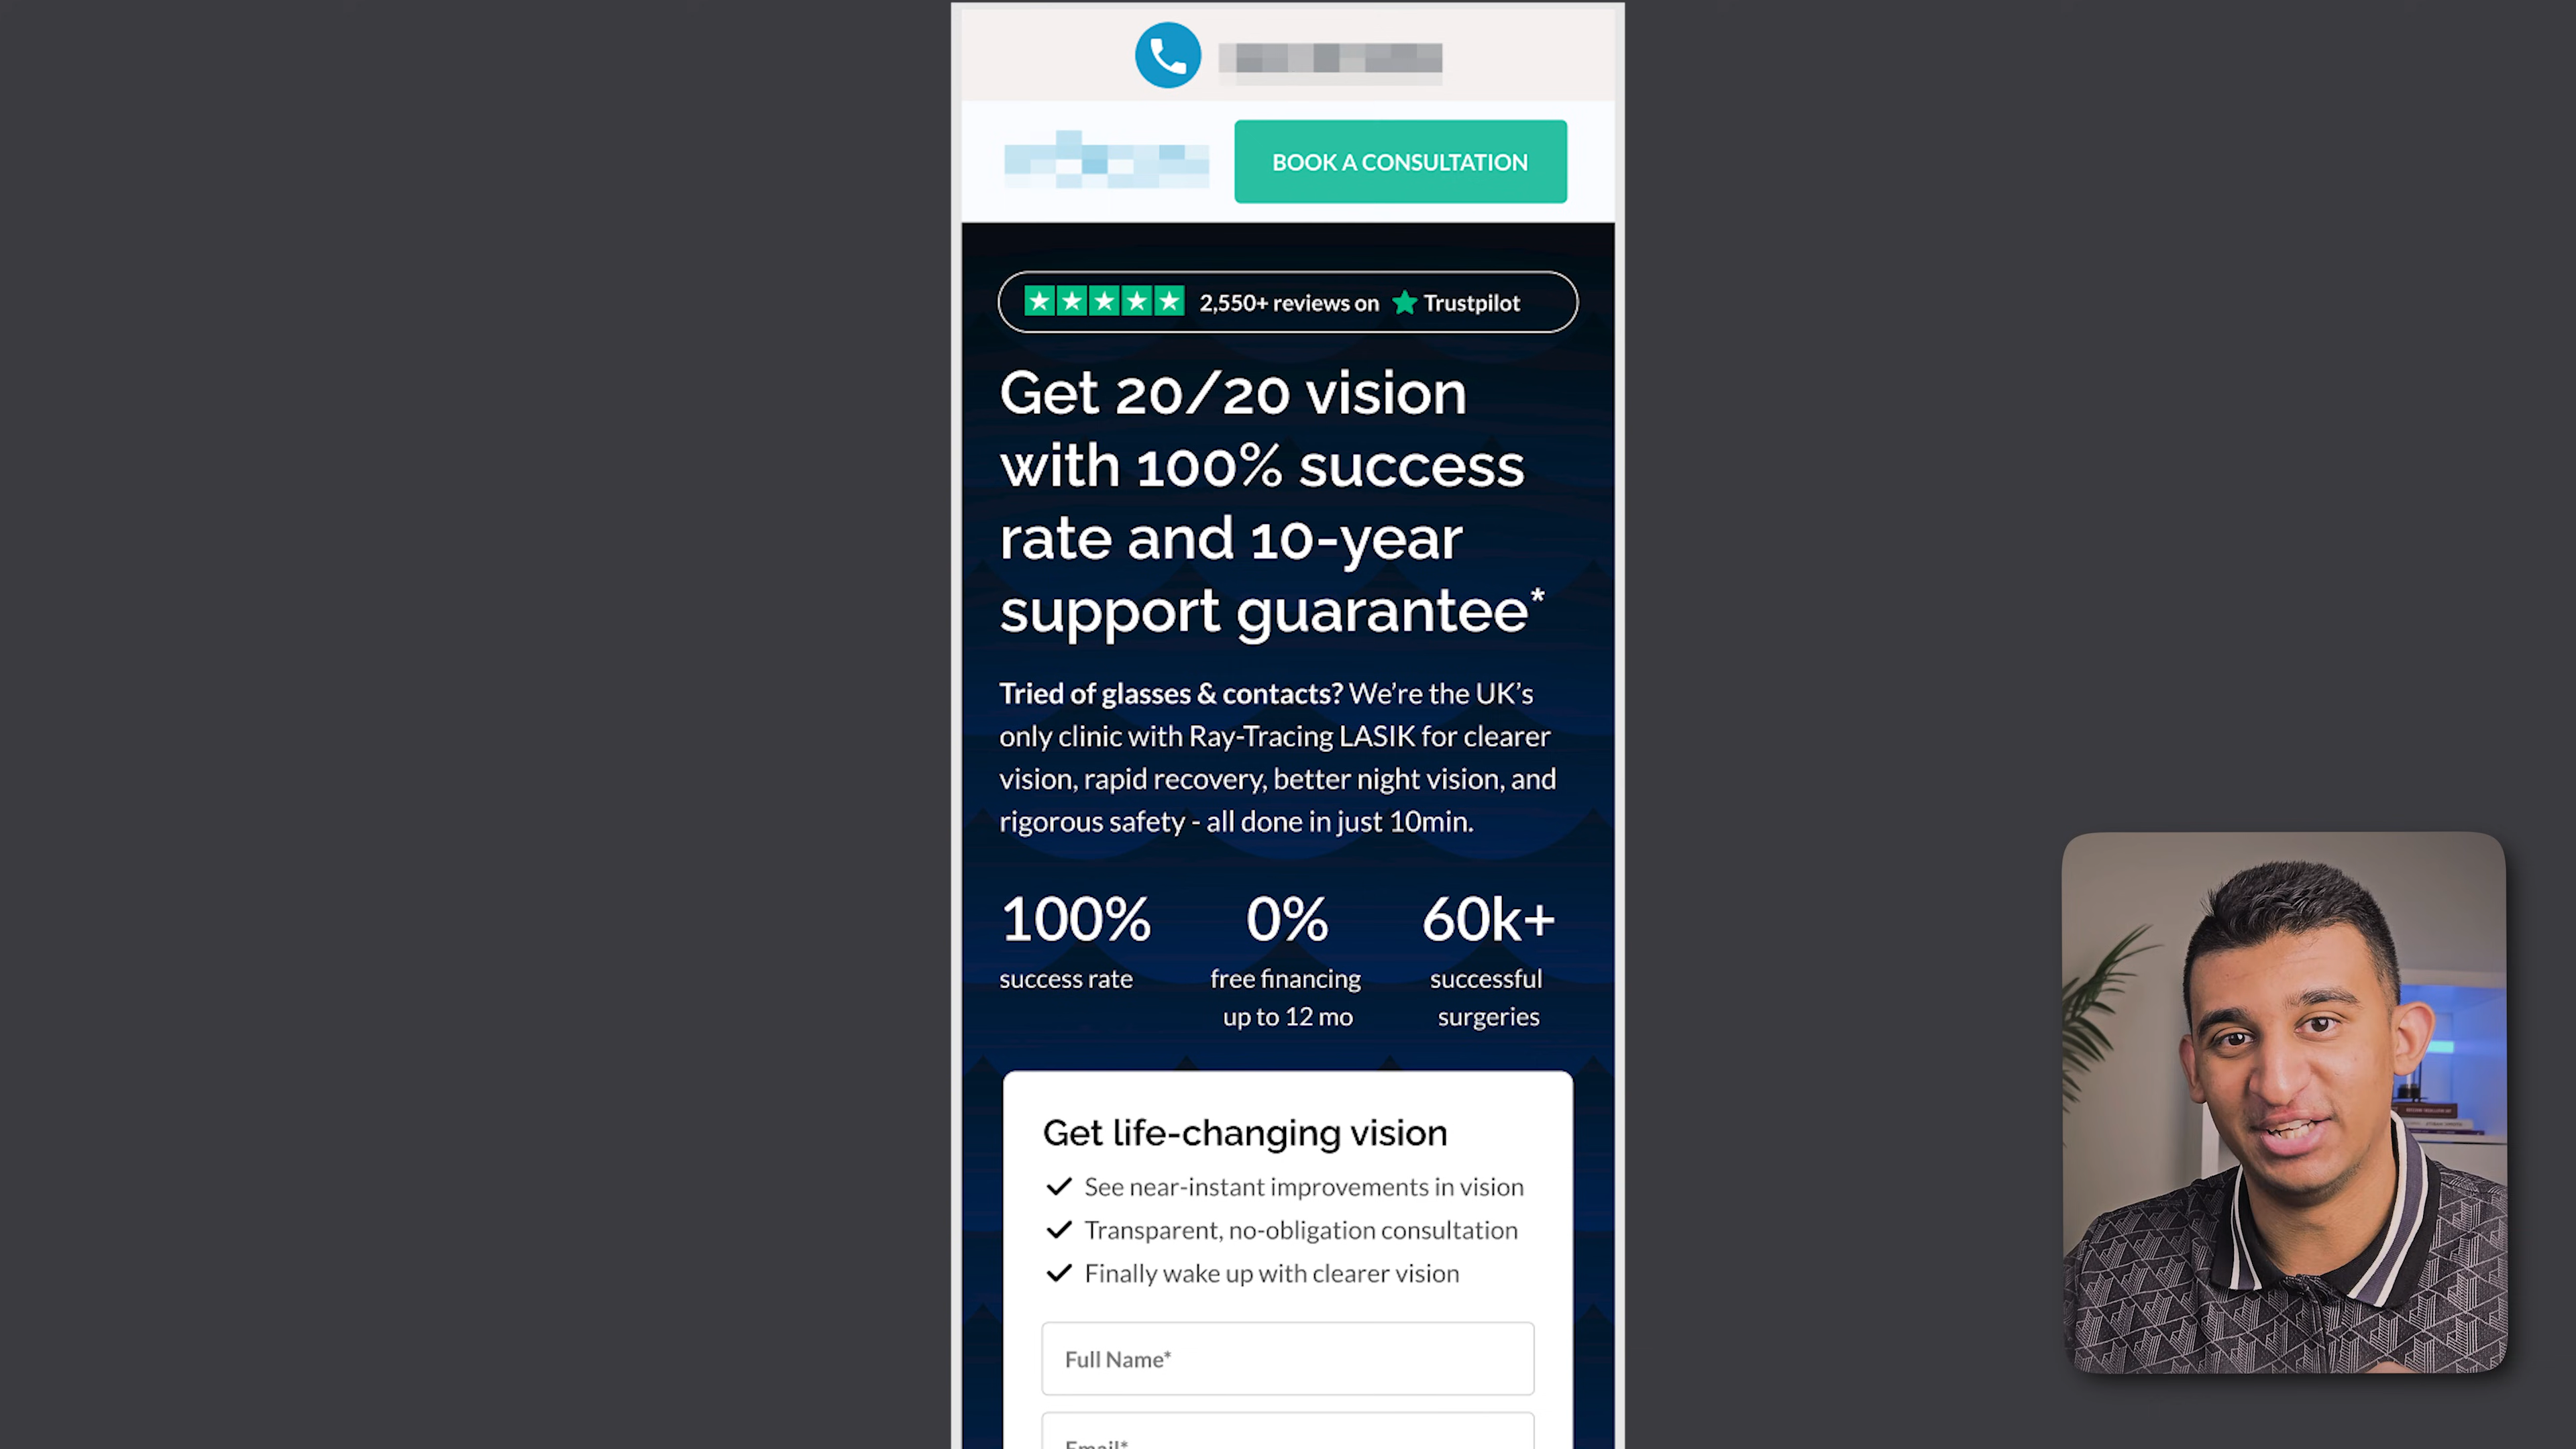 BOOK A CONSULTATION
2,550+ reviews on Trustpilot
Get 20/20 vision
with 100% success
rate and 10-year
support guarantee*
Tried of glasses & contacts? We're the UK's
only clinic with Ray-Tracing LASIK for clearer
vision, rapid recovery, better night vision, and
rigorous safety - all done in just 10min.
100% 0% 60k+
success rate free financing successful
up to 12 mo surgeries
Get life-changing vision
See near-instant improvements in vision
Transparent, no-obligation consultation
Finally wake up with clearer vision
Full Name*
Email*